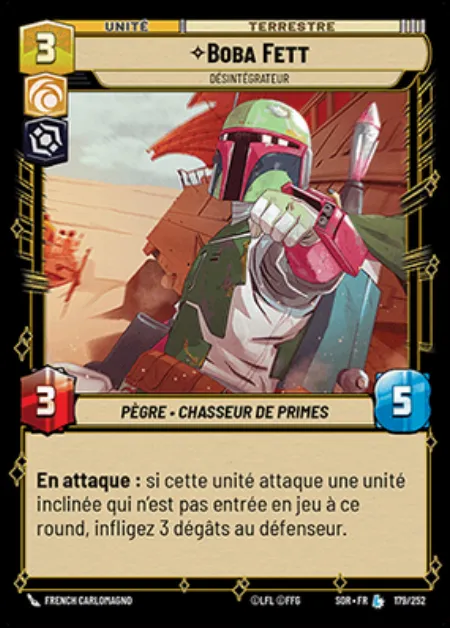 UNITÉ
TERRESTRE
3
BOBA FETT
DÉSINTÉGRATEUR
3
PÈGRE • CHASSEUR DE PRIMES
5
En attaque : si cette unité attaque une unité
inclinée qui n'est pas entrée en jeu à ce
round, infligez 3 dégâts au défenseur.
FRENCH CARLOMAGNO
©LFL ©FFG
SOR • FR
L
179/252